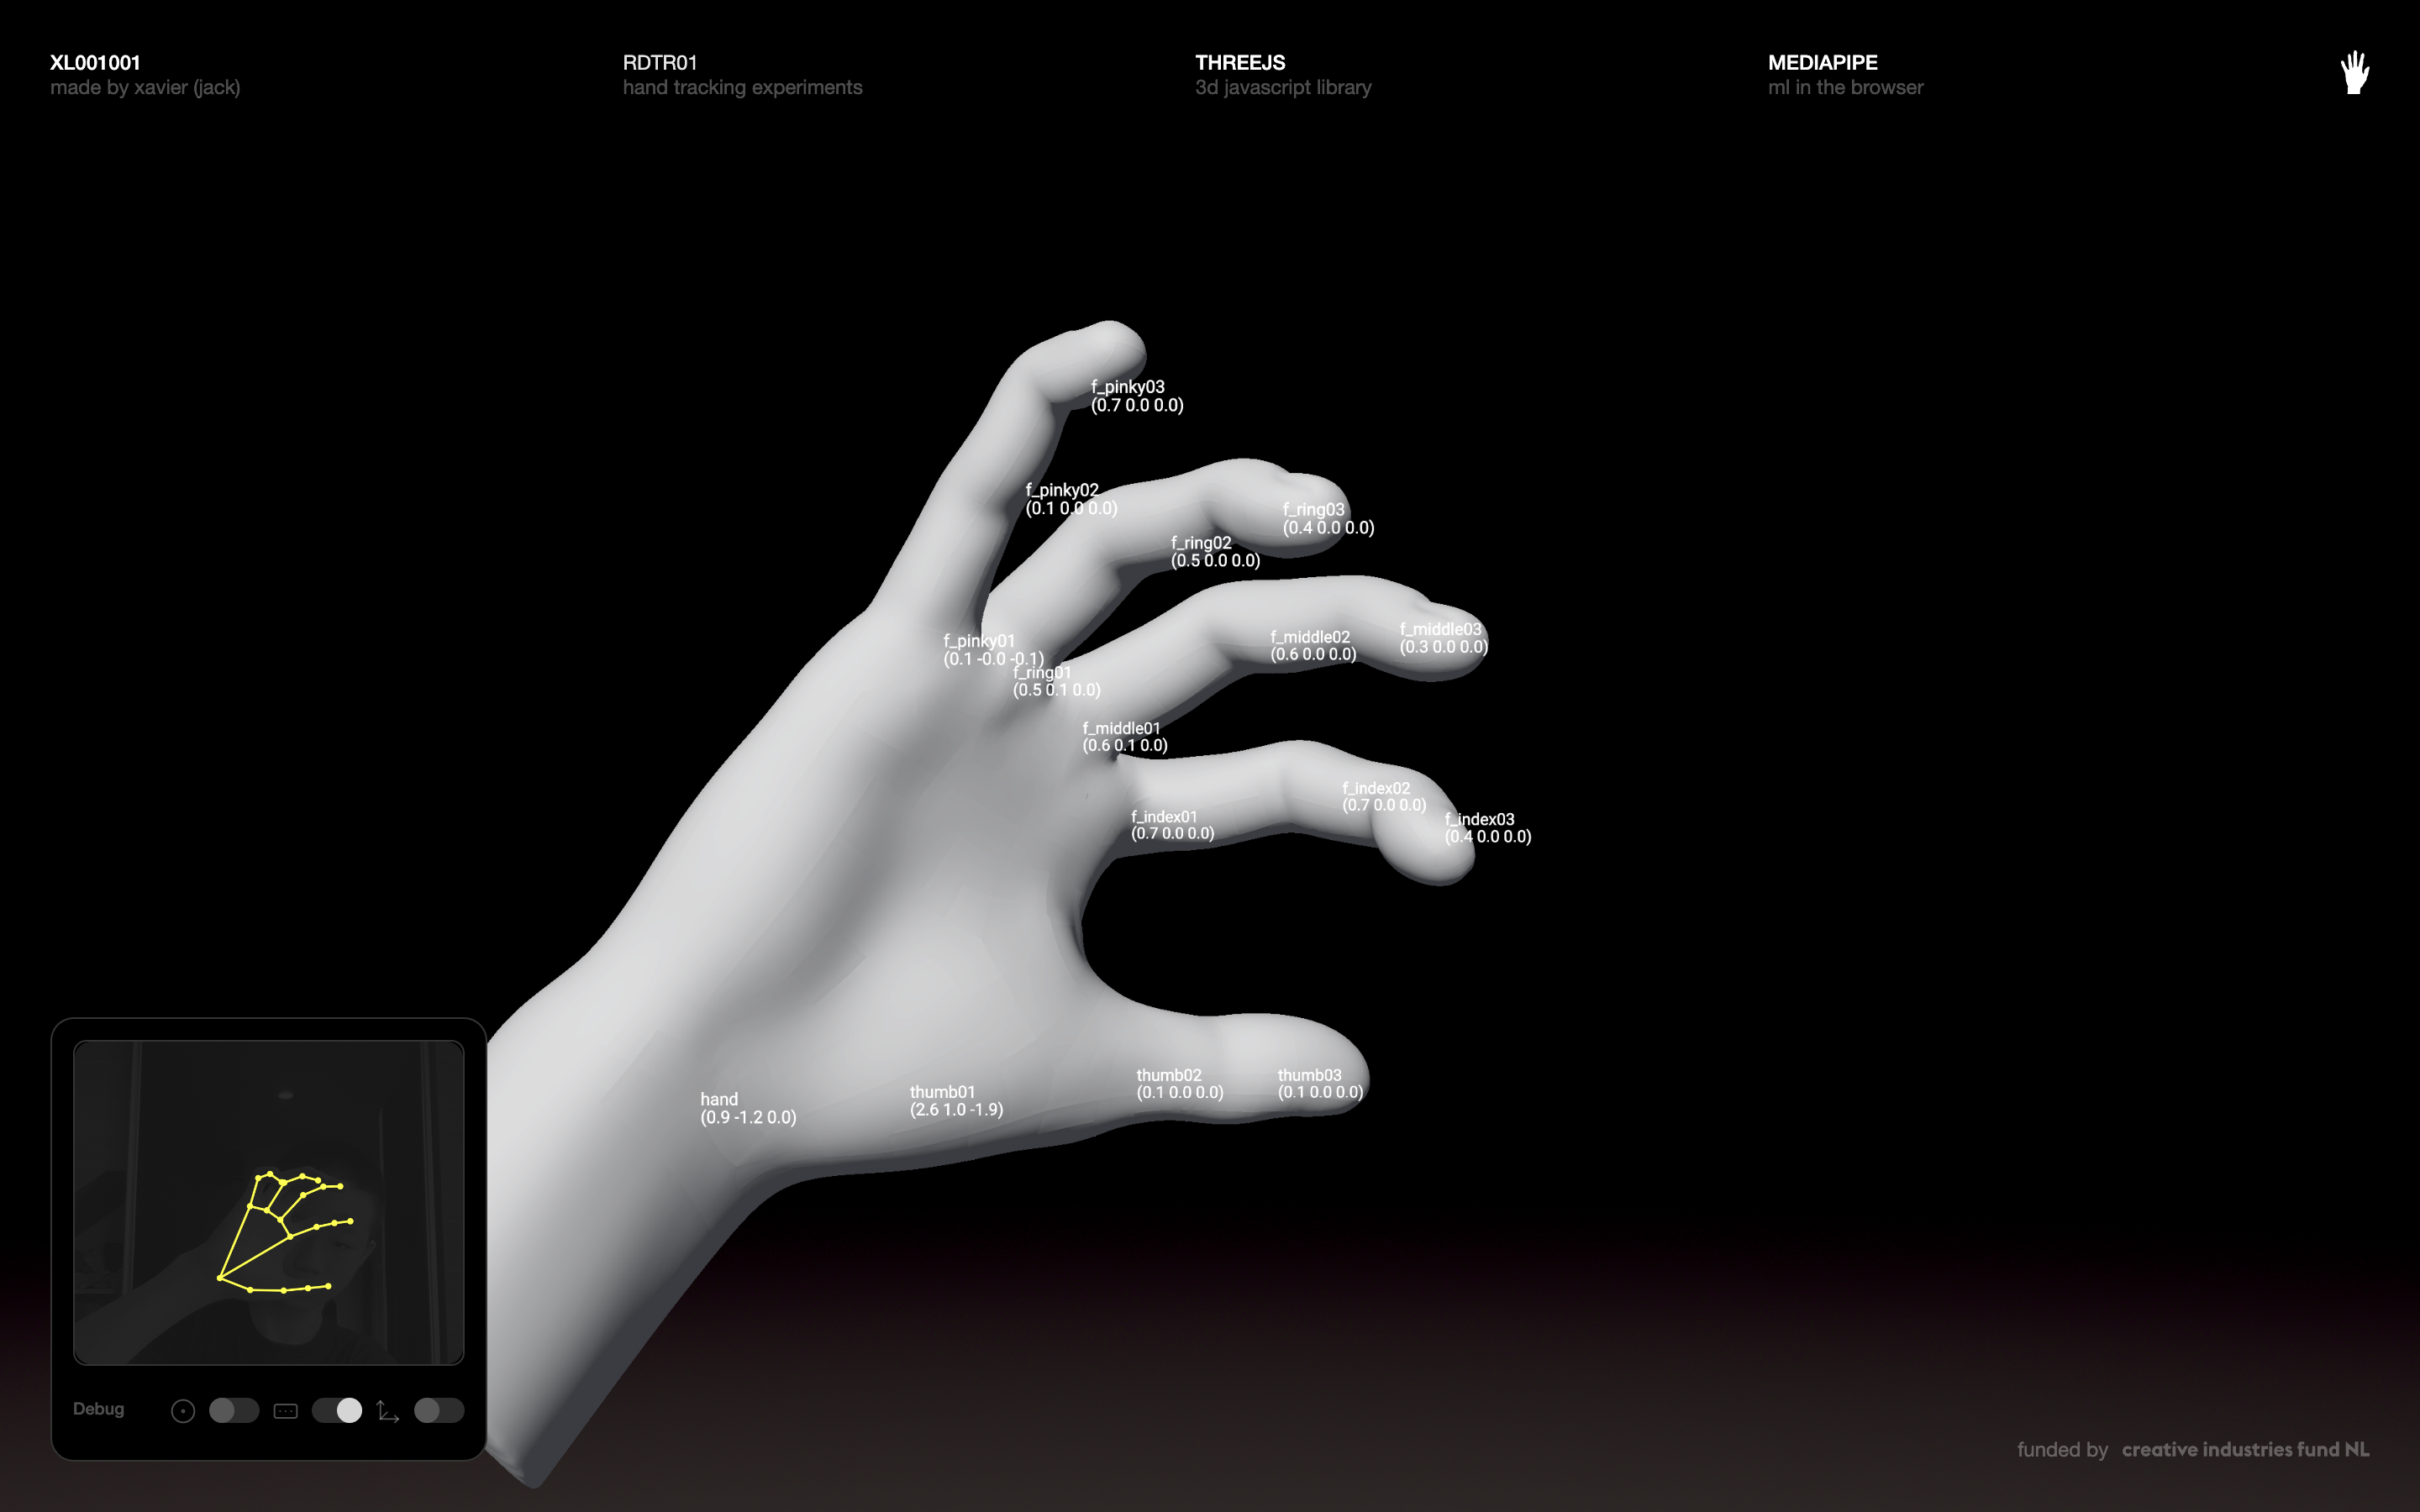 XL001001
made by xavier (jack)
RDTR01
hand tracking experiments
THREEJS
3d javascript library
MEDIAPIPE
ml in the browser
f_pinky03
(0.7 0.0 0.0)
f_pinky02
(0.1 0.0 0.0)
f_ring03
(0.4 0.0 0.0)
f_ring02
(0.5 0.0 0.0)
f_pinky01
(0.1 -0.0 -0.1)
f_middle02
(0.6 0.0 0.0)
f_middle03
(0.3 0.0 0.0)
f_ring01
(0.5 0.1 0.0)
f_middle01
(0.6 0.1 0.0)
f_index02
(0.7 0.0 0.0)
f_index01
(0.7 0.0 0.0)
f_index03
(0.4 0.0 0.0)
hand
(0.9 -1.2 0.0)
thumb01
(2.6 1.0 -1.9)
thumb02
(0.1 0.0 0.0)
thumb03
(0.1 0.0 0.0)
Debug
funded by creative industries fund NL